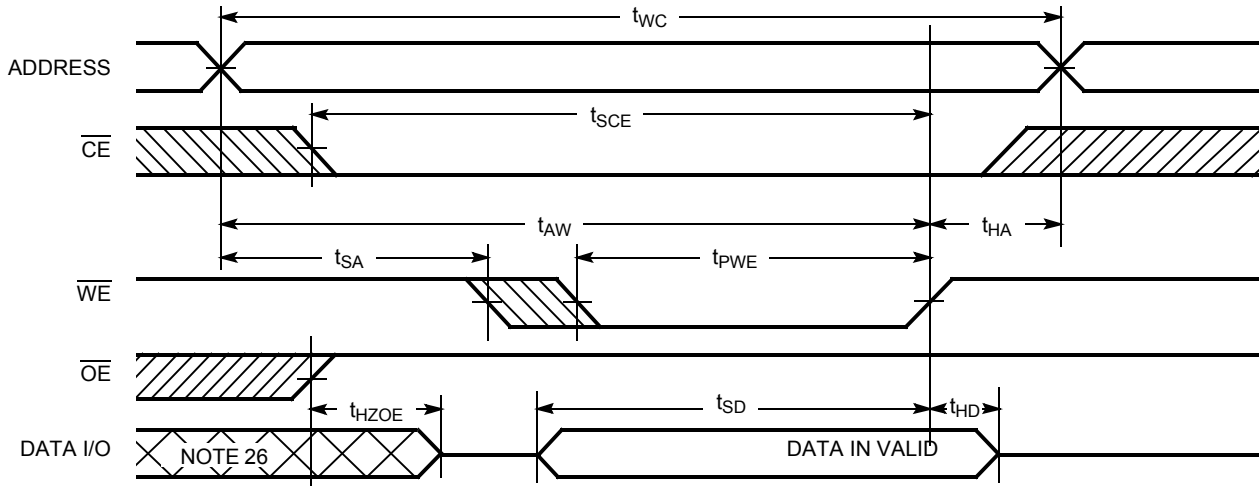 tWC
ADDRESS
tSCE
CE
tAW
tHA
tSA
tPWE
WE
OE
tHZOE
tSD
tHD
DATA I/O
NOTE 26
DATA IN VALID